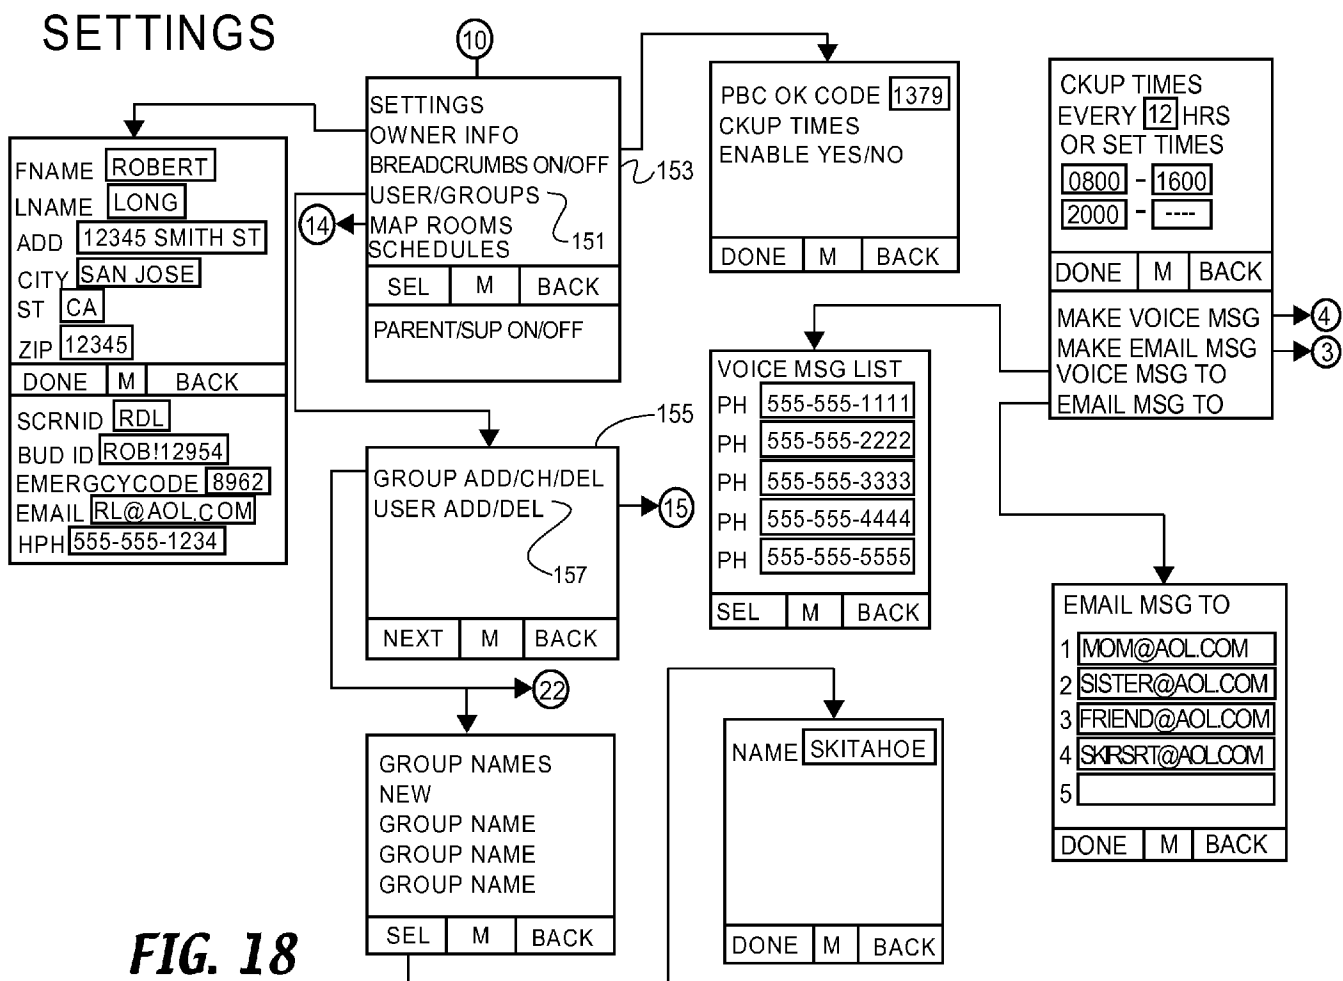 SETTINGS
10
SETTINGS
OWNER INFO
BREADCRUMBS ON/OFF
USER/GROUPS
MAP ROOMS
SCHEDULES
SEL M BACK
PARENT/SUP ON/OFF
153
151
14
FNAME ROBERT
LNAME LONG
ADD 12345 SMITH ST
CITY SAN JOSE
ST CA
ZIP 12345
DONE M BACK
SCRNID RDL
BUD ID ROB!12954
EMERGCYCODE 8962
EMAIL RL@AOL.COM
HPH 555-555-1234
PBC OK CODE 1379
CKUP TIMES
ENABLE YES/NO
DONE M BACK
CKUP TIMES
EVERY 12 HRS
OR SET TIMES
0800 - 1600
2000 - ----
DONE M BACK
MAKE VOICE MSG
MAKE EMAIL MSG
VOICE MSG TO
EMAIL MSG TO
4
3
VOICE MSG LIST
PH 555-555-1111
PH 555-555-2222
PH 555-555-3333
PH 555-555-4444
PH 555-555-5555
SEL M BACK
155
GROUP ADD/CH/DEL
USER ADD/DEL
157
NEXT M BACK
15
22
EMAIL MSG TO
1 MOM@AOL.COM
2 SISTER@AOL.COM
3 FRIEND@AOL.COM
4 SKIRSRT@AOL.COM
5
DONE M BACK
GROUP NAMES
NEW
GROUP NAME
GROUP NAME
GROUP NAME
SEL M BACK
NAME SKITAHOE
DONE M BACK
FIG. 18